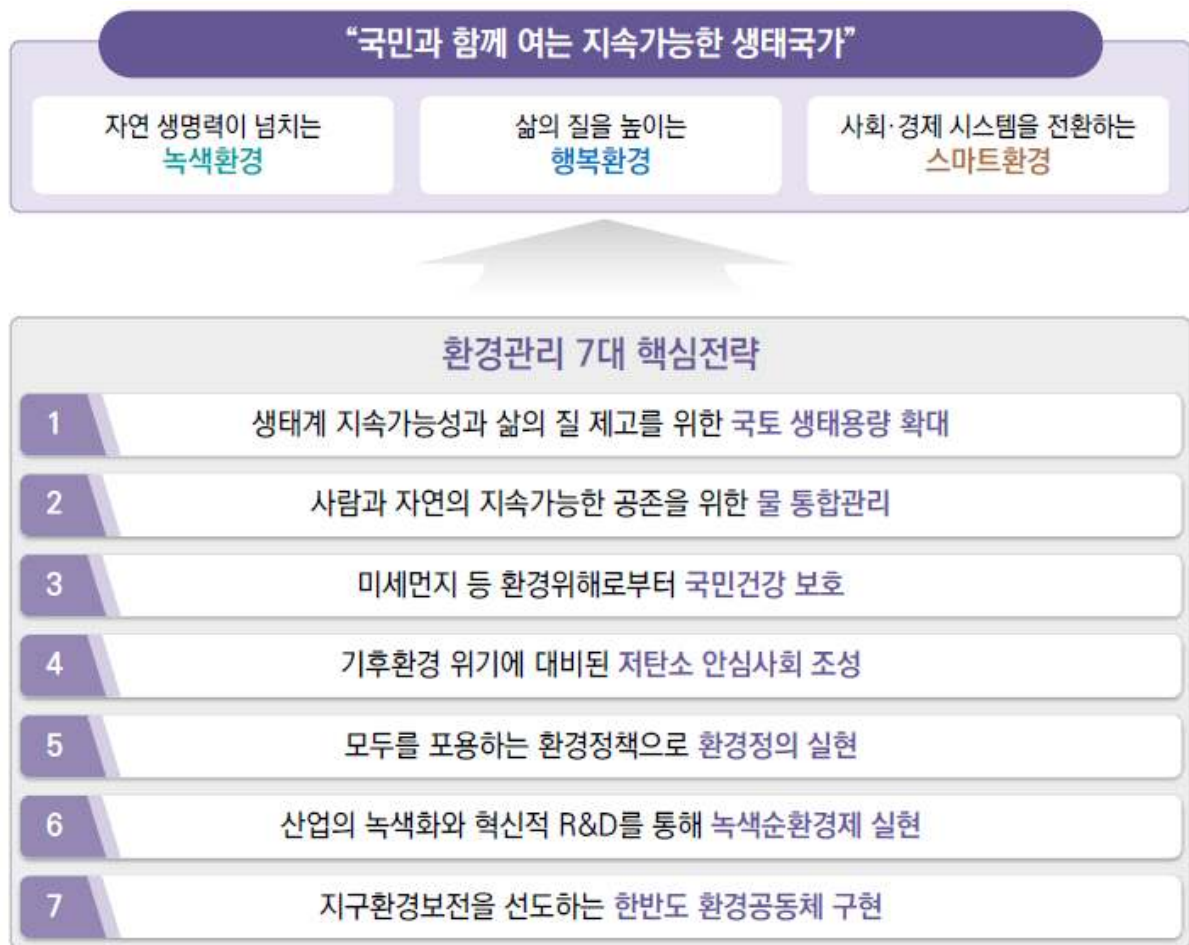 “국민과 함께 여는 지속가능한 생태국가”
자연 생명력이 넘치는
녹색환경
삶의 질을 높이는
행복환경
사회·경제 시스템을 전환하는
스마트환경
환경관리 7대 핵심전략
1 생태계 지속가능성과 삶의 질 제고를 위한 국토 생태용량 확대
2 사람과 자연의 지속가능한 공존을 위한 물 통합관리
3 미세먼지 등 환경위해로부터 국민건강 보호
4 기후환경 위기에 대비된 저탄소 안심사회 조성
5 모두를 포용하는 환경정책으로 환경정의 실현
6 산업의 녹색화와 혁신적 R&D를 통해 녹색순환경제 실현
7 지구환경보전을 선도하는 한반도 환경공동체 구현